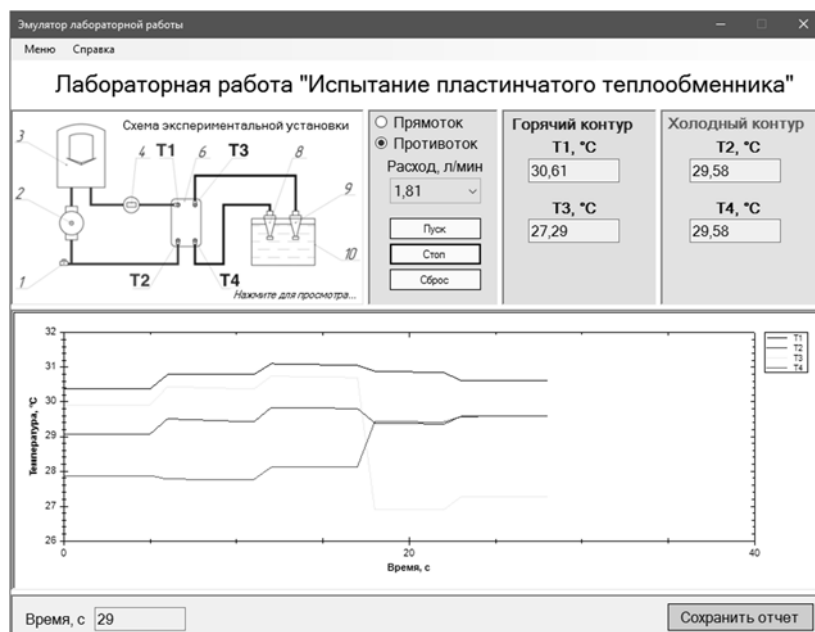 Эмулятор лабораторной работы
Меню Справка
Лабораторная работа "Испытание пластинчатого теплообменника"
Схема экспериментальной установки
3
4
T1
6
T3
8
2
9
10
1
T2
T4
Нажмите для просмотра...
Прямоток
Противоток
Расход, л/мин
1,81
Пуск
Стоп
Сброс
Горячий контур
T1, °C
30,61
T3, °C
27,29
Холодный контур
T2, °C
29,58
T4, °C
29,58
32
31
30
29
28
27
26
Температура, °C
0
20
40
Время, с
T1
T2
T3
T4
Время, с 29
Сохранить отчет